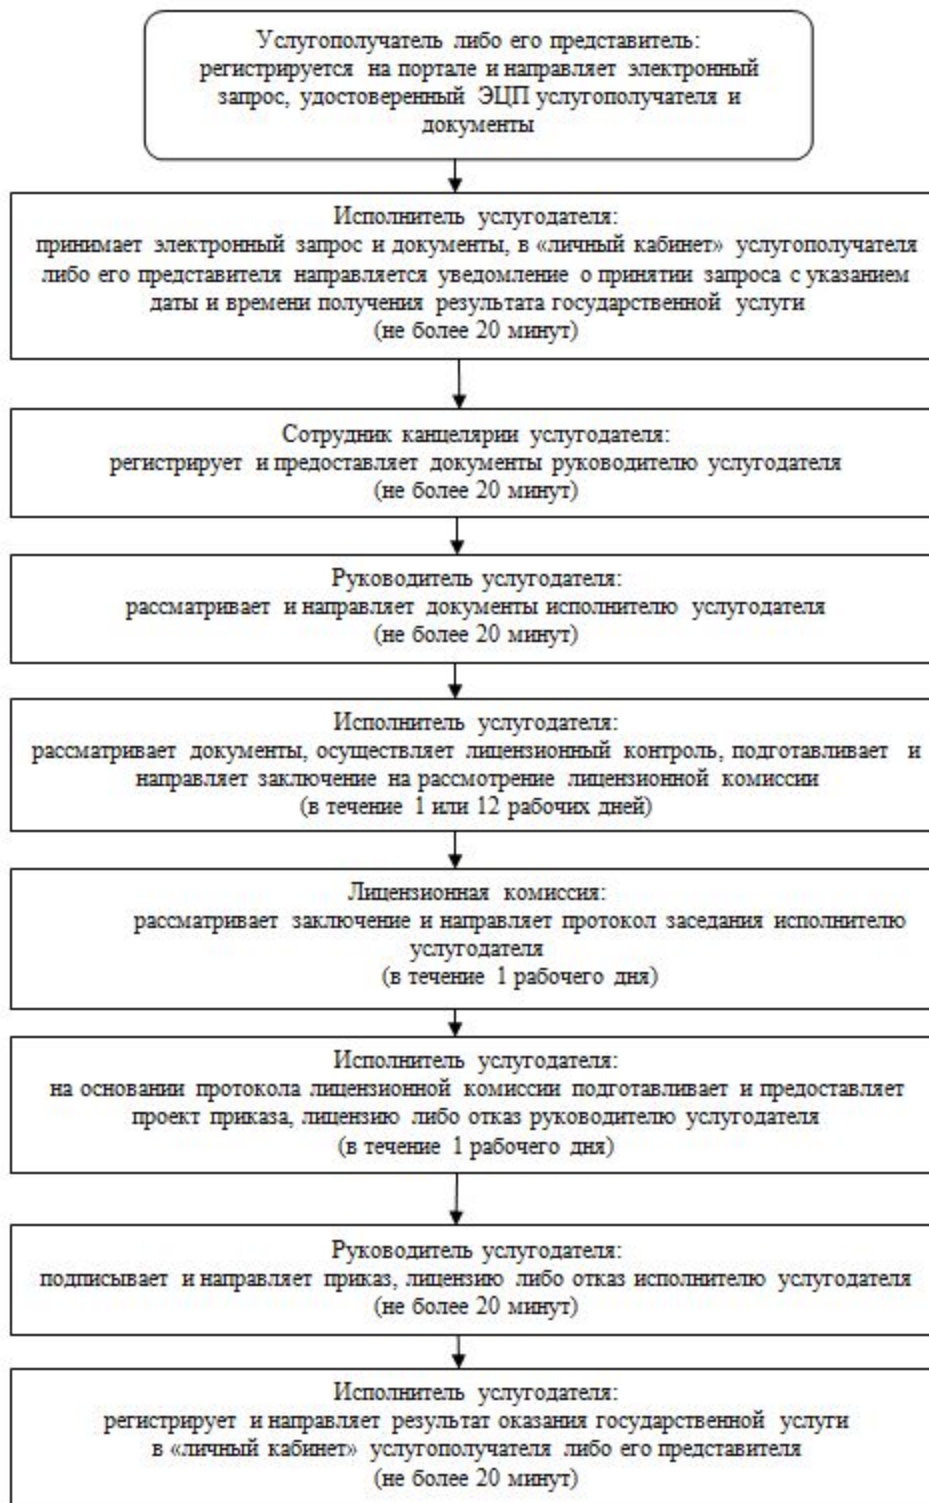 Услугополучатель либо его представитель:
регистрируется на портале и направляет электронный
запрос, удостоверенный ЭЦП услугополучателя и
документы
Исполнитель услугодателя:
принимает электронный запрос и документы, в «личный кабинет» услугополучателя
либо его представителя направляется уведомление о принятии запроса с указанием
даты и времени получения результата государственной услуги
(не более 20 минут)
Сотрудник канцелярии услугодателя:
регистрирует и предоставляет документы руководителю услугодателя
(не более 20 минут)
Руководитель услугодателя:
рассматривает и направляет документы исполнителю услугодателя
(не более 20 минут)
Исполнитель услугодателя:
рассматривает документы, осуществляет лицензионный контроль, подготавливает и
направляет заключение на рассмотрение лицензионной комиссии
(в течение 1 или 12 рабочих дней)
Лицензионная комиссия:
рассматривает заключение и направляет протокол заседания исполнителю
услугодателя
(в течение 1 рабочего дня)
Исполнитель услугодателя:
на основании протокола лицензионной комиссии подготавливает и предоставляет
проект приказа, лицензию либо отказ руководителю услугодателя
(в течение 1 рабочего дня)
Руководитель услугодателя:
подписывает и направляет приказ, лицензию либо отказ исполнителю услугодателя
(не более 20 минут)
Исполнитель услугодателя:
регистрирует и направляет результат оказания государственной услуги
в «личный кабинет» услугополучателя либо его представителя
(не более 20 минут)